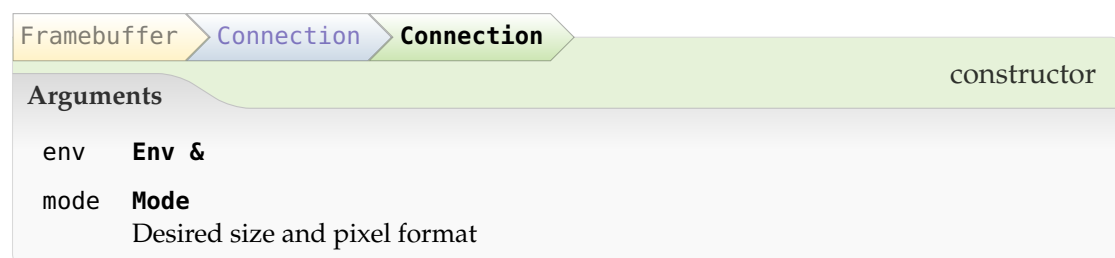 Framebuffer Connection Connection
constructor
Arguments
env Env &
mode Mode
Desired size and pixel format